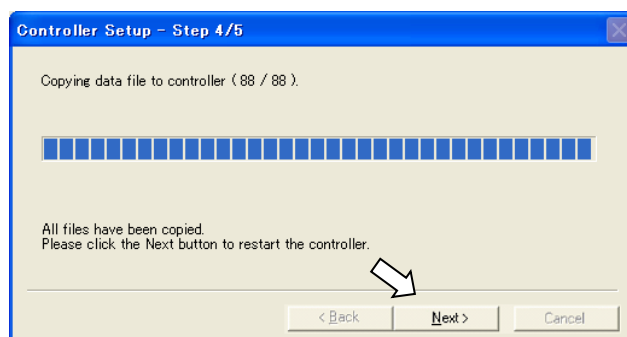 Controller Setup - Step 4/5
Copying data file to controller ( 88 / 88 ).
All files have been copied.
Please click the Next button to restart the controller.
< Back Next > Cancel